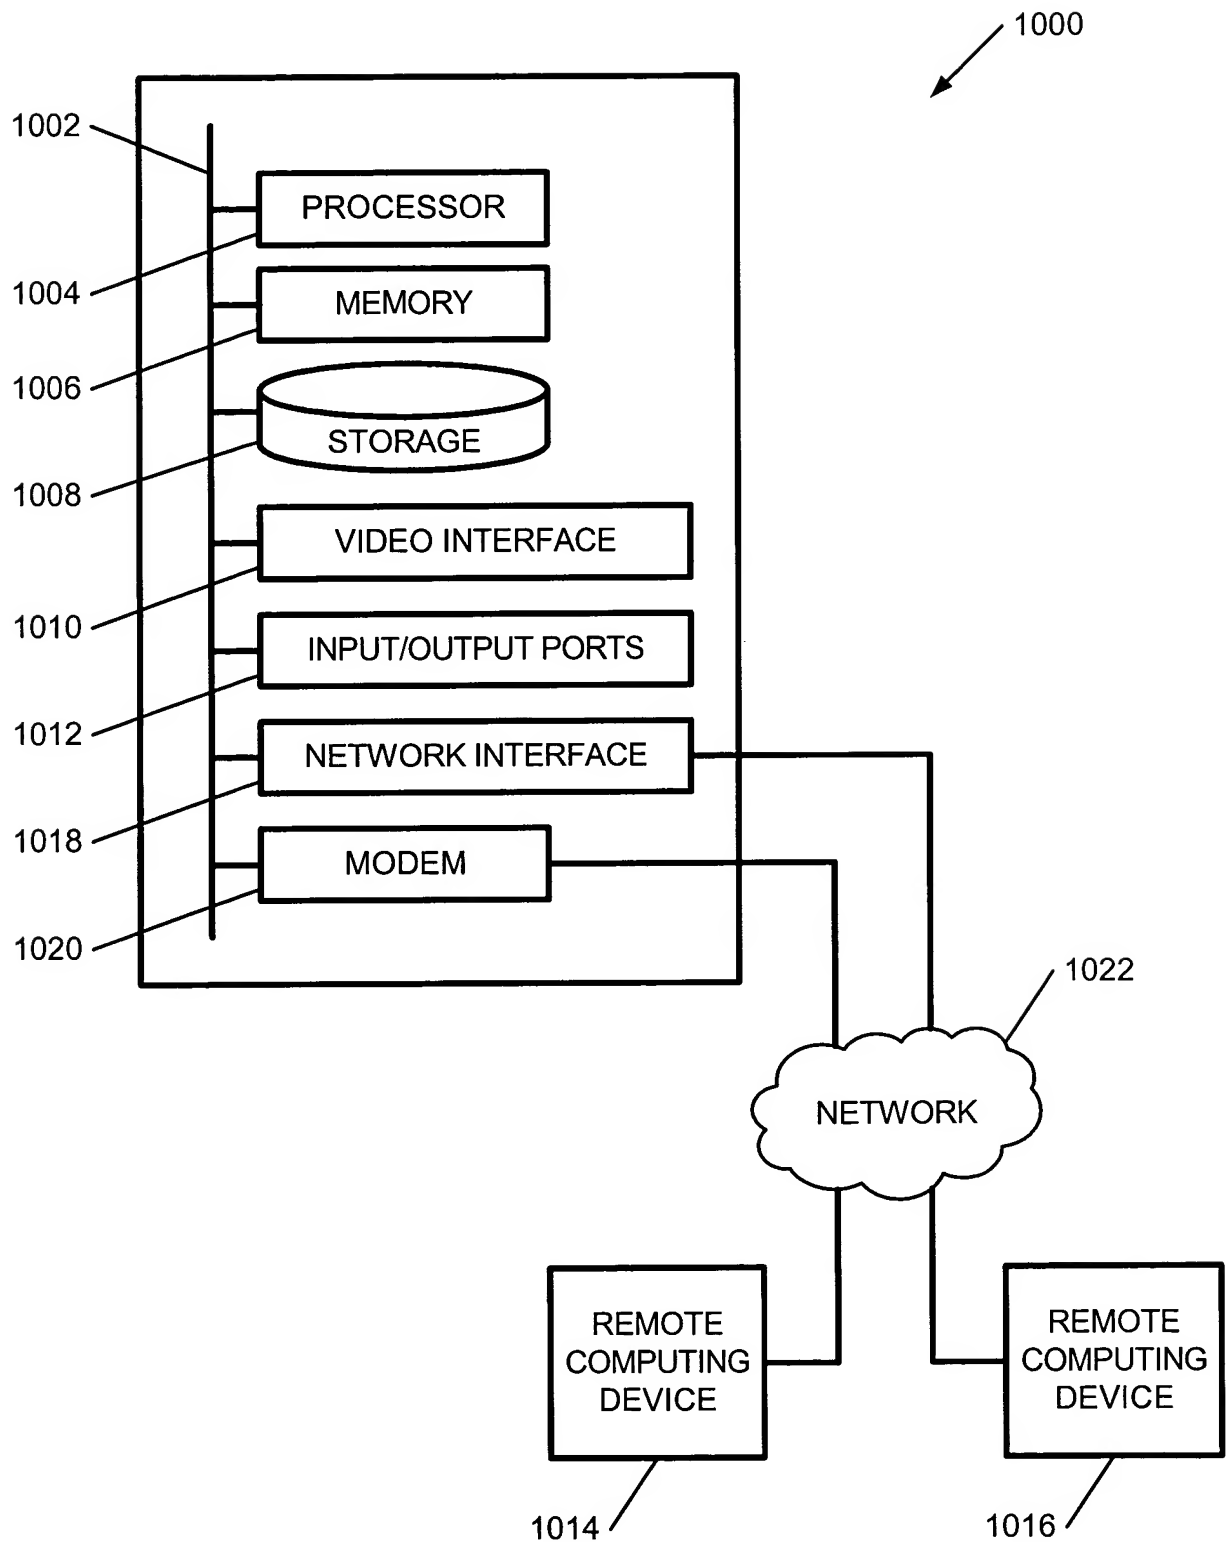 1000
1002
PROCESSOR
1004
MEMORY
1006
STORAGE
1008
VIDEO INTERFACE
1010
INPUT/OUTPUT PORTS
1012
NETWORK INTERFACE
1018
MODEM
1020
1022
NETWORK
REMOTE
COMPUTING
DEVICE
REMOTE
COMPUTING
DEVICE
1014
1016